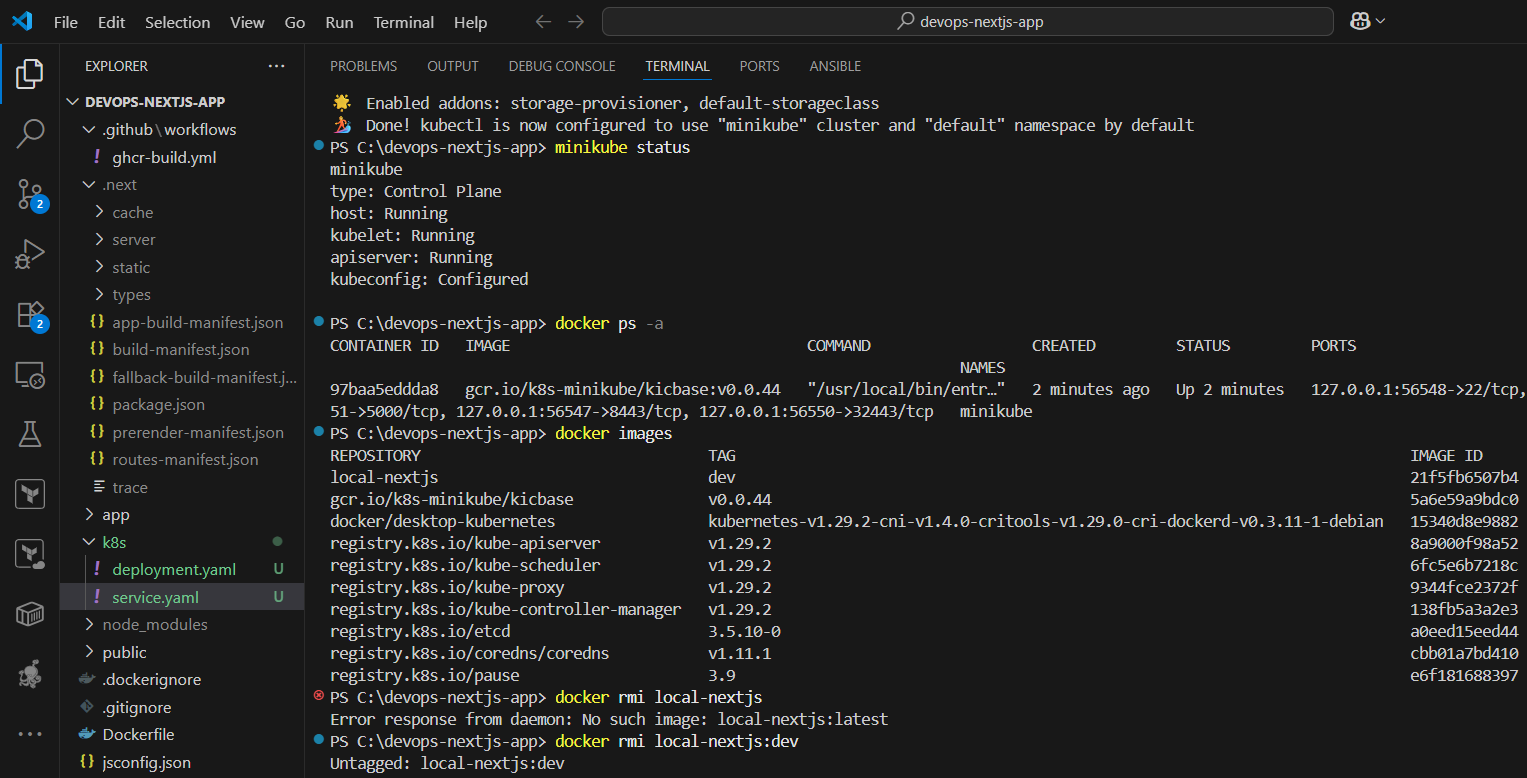 File Edit Selection View Go Run Terminal Help
devops-nextjs-app
EXPLORER
DEVOPS-NEXTJS-APP
.github\workflows
ghcr-build.yml
.next
cache
server
static
types
app-build-manifest.json
build-manifest.json
fallback-build-manifest.j...
package.json
prerender-manifest.json
routes-manifest.json
trace
app
k8s
deployment.yaml U
service.yaml U
node_modules
public
.dockerignore
.gitignore
Dockerfile
jsconfig.json
2
2
PROBLEMS OUTPUT DEBUG CONSOLE TERMINAL PORTS ANSIBLE
Enabled addons: storage-provisioner, default-storageclass
Done! kubectl is now configured to use "minikube" cluster and "default" namespace by default
PS C:\devops-nextjs-app> minikube status
minikube
type: Control Plane
host: Running
kubelet: Running
apiserver: Running
kubeconfig: Configured
PS C:\devops-nextjs-app> docker ps -a
CONTAINER ID IMAGE COMMAND CREATED STATUS PORTS
NAMES
97baa5eddda8 gcr.io/k8s-minikube/kicbase:v0.0.44 "/usr/local/bin/entr…" 2 minutes ago Up 2 minutes 127.0.0.1:56548->22/tcp,
51->5000/tcp, 127.0.0.1:56547->8443/tcp, 127.0.0.1:56550->32443/tcp minikube
PS C:\devops-nextjs-app> docker images
REPOSITORY TAG IMAGE ID
local-nextjs dev 21f5fb6507b4
gcr.io/k8s-minikube/kicbase v0.0.44 5a6e59a9bdc0
docker/desktop-kubernetes kubernetes-v1.29.2-cni-v1.4.0-critools-v1.29.0-cri-dockerd-v0.3.11-1-debian 15340d8e9882
registry.k8s.io/kube-apiserver v1.29.2 8a9000f98a52
registry.k8s.io/kube-scheduler v1.29.2 6fc5e6b7218c
registry.k8s.io/kube-proxy v1.29.2 9344fce2372f
registry.k8s.io/kube-controller-manager v1.29.2 138fb5a3a2e3
registry.k8s.io/etcd 3.5.10-0 a0eed15eed44
registry.k8s.io/coredns/coredns v1.11.1 cbb01a7bd410
registry.k8s.io/pause 3.9 e6f181688397
PS C:\devops-nextjs-app> docker rmi local-nextjs
Error response from daemon: No such image: local-nextjs:latest
PS C:\devops-nextjs-app> docker rmi local-nextjs:dev
Untagged: local-nextjs:dev